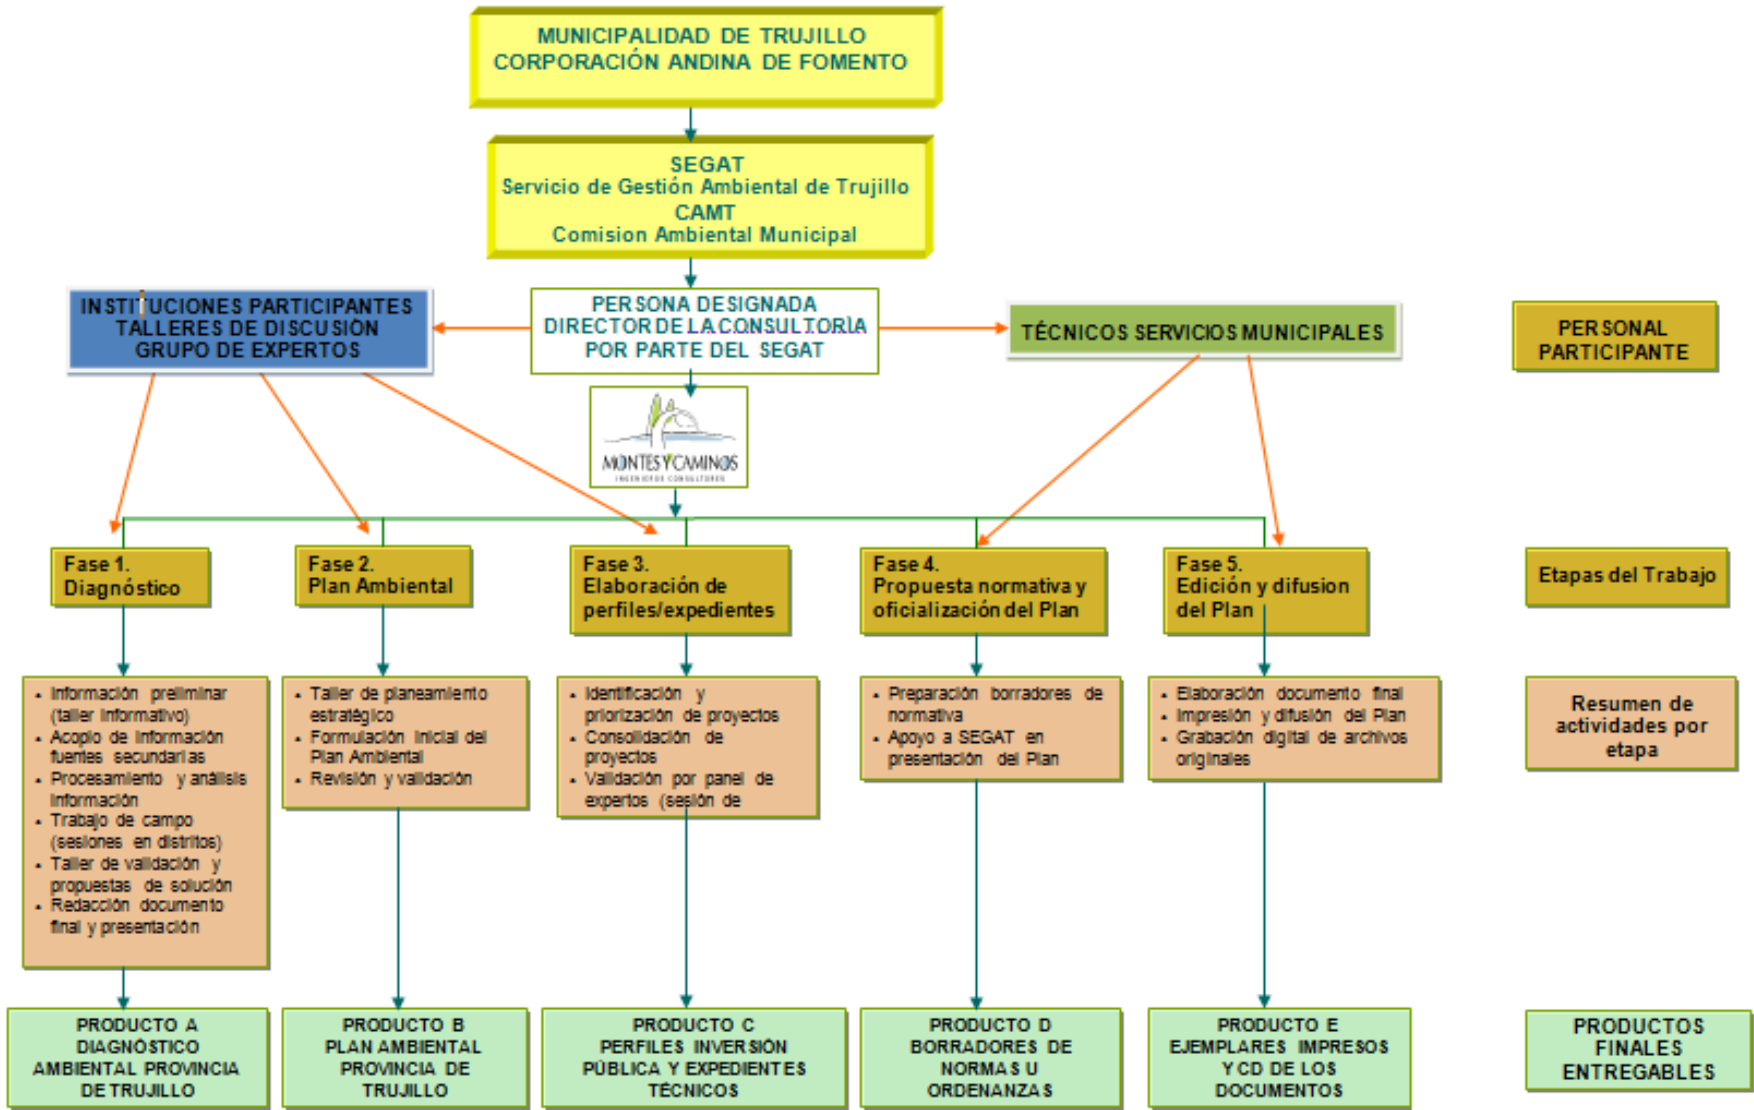 MUNICIPALIDAD DE TRUJILLO
CORPORACIÓN ANDINA DE FOMENTO
SEGAT
Servicio de Gestión Ambiental de Trujillo
CAMT
Comision Ambiental Municipal
INSTITUCIONES PARTICIPANTES
TALLERES DE DISCUSIÓN
GRUPO DE EXPERTOS
PERSONA DESIGNADA
DIRECTOR DE LA CONSULTORÌA
POR PARTE DEL SEGAT
TÉCNICOS SERVICIOS MUNICIPALES
PERSONAL
PARTICIPANTE
MONTES Y CAMINOS
INGENIEROS CONSULTORES
Fase 1.
Diagnóstico
Fase 2.
Plan Ambiental
Fase 3.
Elaboración de
perfiles/expedientes
Fase 4.
Propuesta normativa y
oficialización del Plan
Fase 5.
Edición y difusion
del Plan
Etapas del Trabajo
• Información preliminar
(taller informativo)
• Acopio de información
fuentes secundarias
• Procesamiento y análisis
información
• Trabajo de campo
(sesiones en distritos)
• Taller de validación y
propuestas de solución
• Redacción documento
final y presentación
• Taller de planeamiento
estratégico
• Formulación inicial del
Plan Ambiental
• Revisión y validación
• Identificación y
priorización de proyectos
• Consolidación de
proyectos
• Validación por panel de
expertos (sesión de
• Preparación borradores de
normativa
• Apoyo a SEGAT en
presentación del Plan
• Elaboración documento final
• Impresión y difusión del Plan
• Grabación digital de archivos
originales
Resumen de
actividades por
etapa
PRODUCTO A
DIAGNÓSTICO
AMBIENTAL PROVINCIA
DE TRUJILLO
PRODUCTO B
PLAN AMBIENTAL
PROVINCIA DE
TRUJILLO
PRODUCTO C
PERFILES INVERSIÓN
PÚBLICA Y EXPEDIENTES
TÉCNICOS
PRODUCTO D
BORRADORES DE
NORMAS U
ORDENANZAS
PRODUCTO E
EJEMPLARES IMPRESOS
Y CD DE LOS
DOCUMENTOS
PRODUCTOS
FINALES
ENTREGABLES